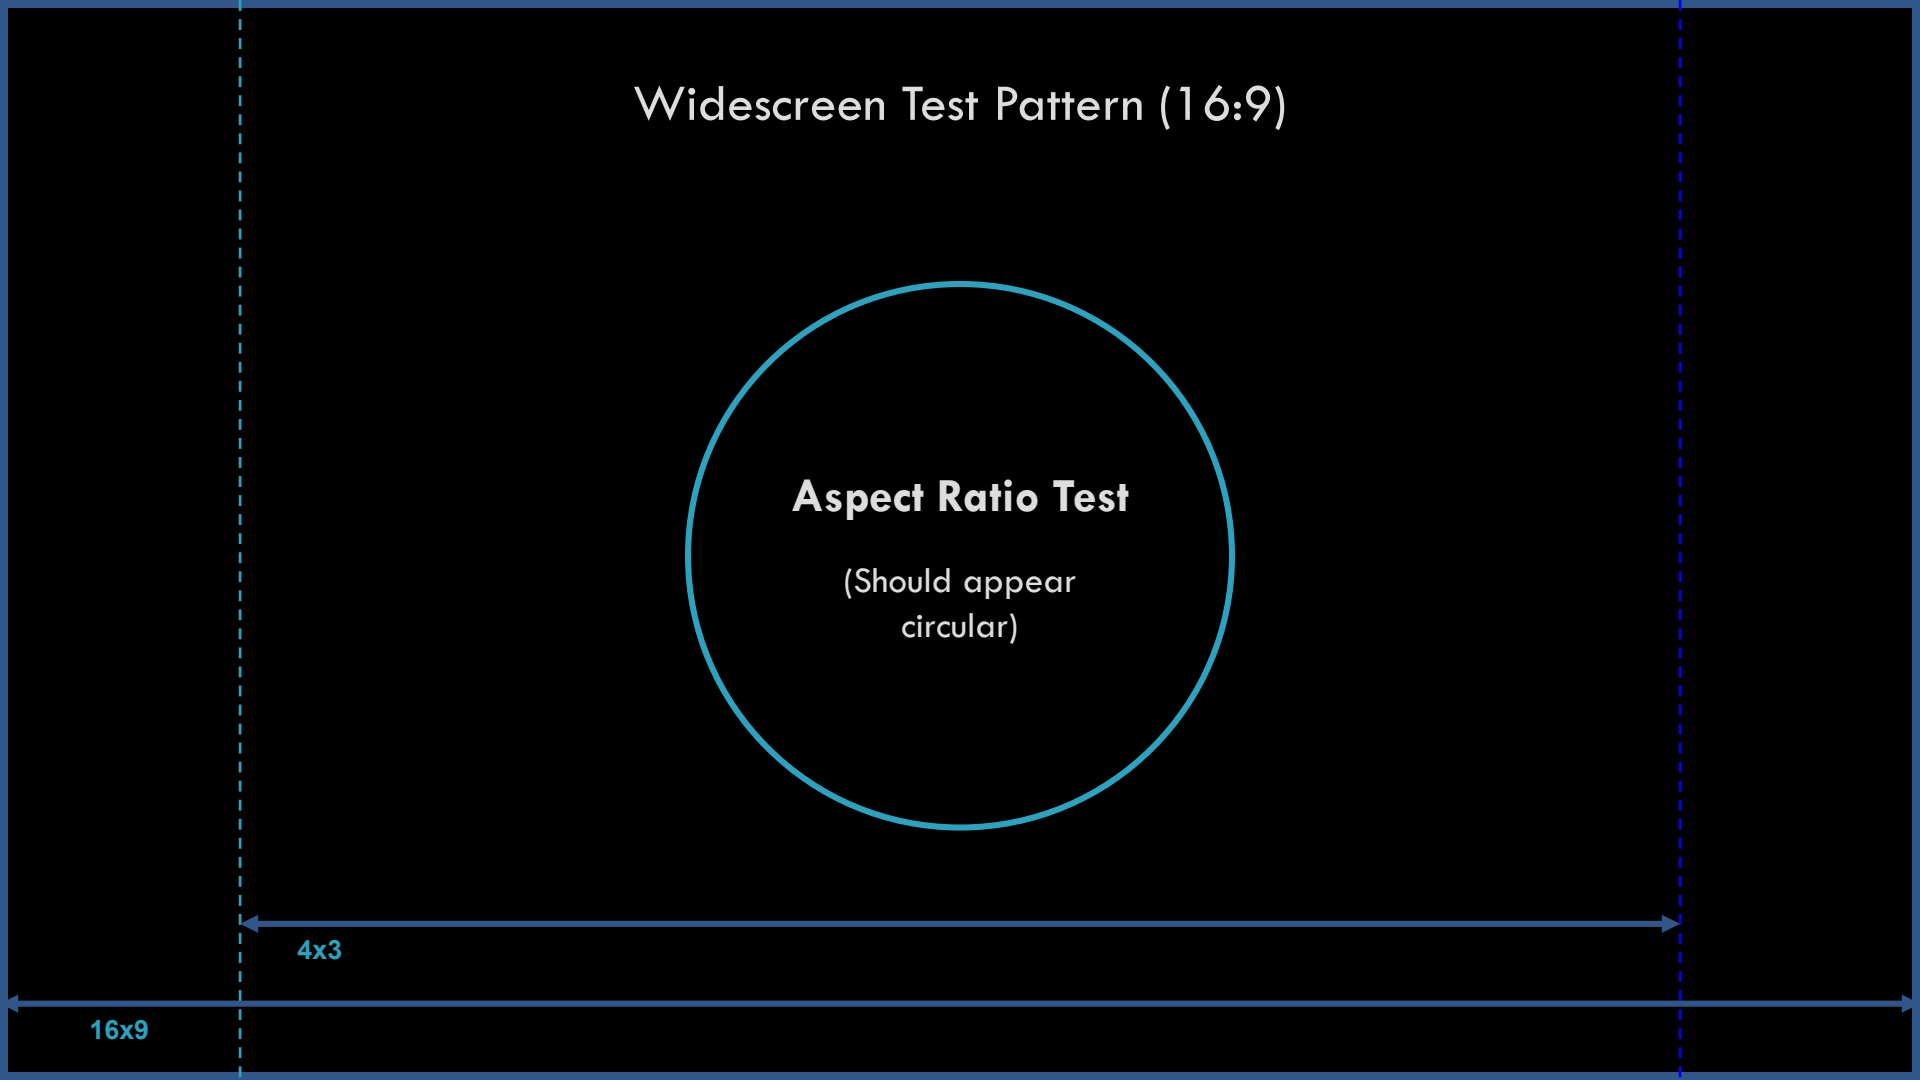 Widescreen Test Pattern (16:9)
Aspect Ratio Test
(Should appear
circular)
4x3
16x9